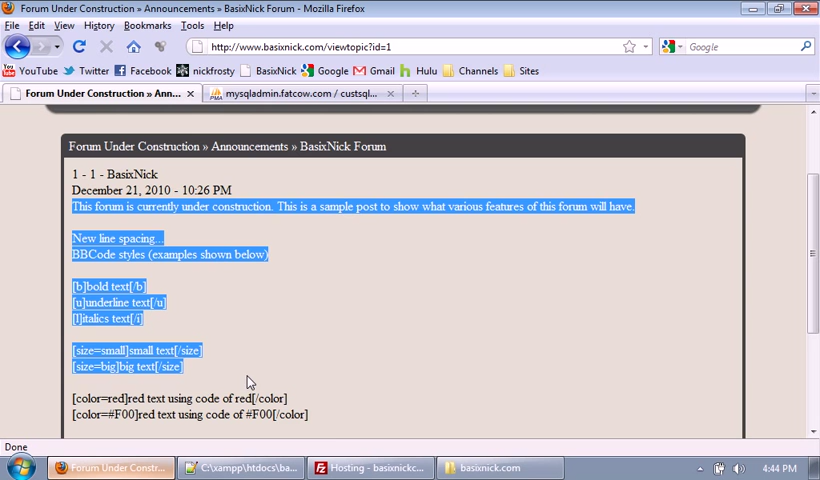 Forum Under Construction » Announcements » BasixNick Forum - Mozilla Firefox
File Edit View History Bookmarks Tools Help
http://www.basixnick.com/viewtopic?id=1
Google
YouTube Twitter Facebook nickfrosty BasixNick Google Gmail Hulu Channels Sites
Forum Under Construction » Ann... mysqladmin.fatcow.com / custsql...
Forum Under Construction » Announcements » BasixNick Forum
1 - 1 - BasixNick
December 21, 2010 - 10:26 PM
This forum is currently under construction. This is a sample post to show what various features of this forum will have.
New line spacing...
BBCode styles (examples shown below)
[b]bold text[/b]
[u]underline text[/u]
[I]italics text[/i]
[size=small]small text[/size]
[size=big]big text[/size]
[color=red]red text using code of red[/color]
[color=#F00]red text using code of #F00[/color]
Done
Forum Under Constr... C:\xampp\htdocs\ba... Hosting - basixnickc... basixnick.com 4:44 PM